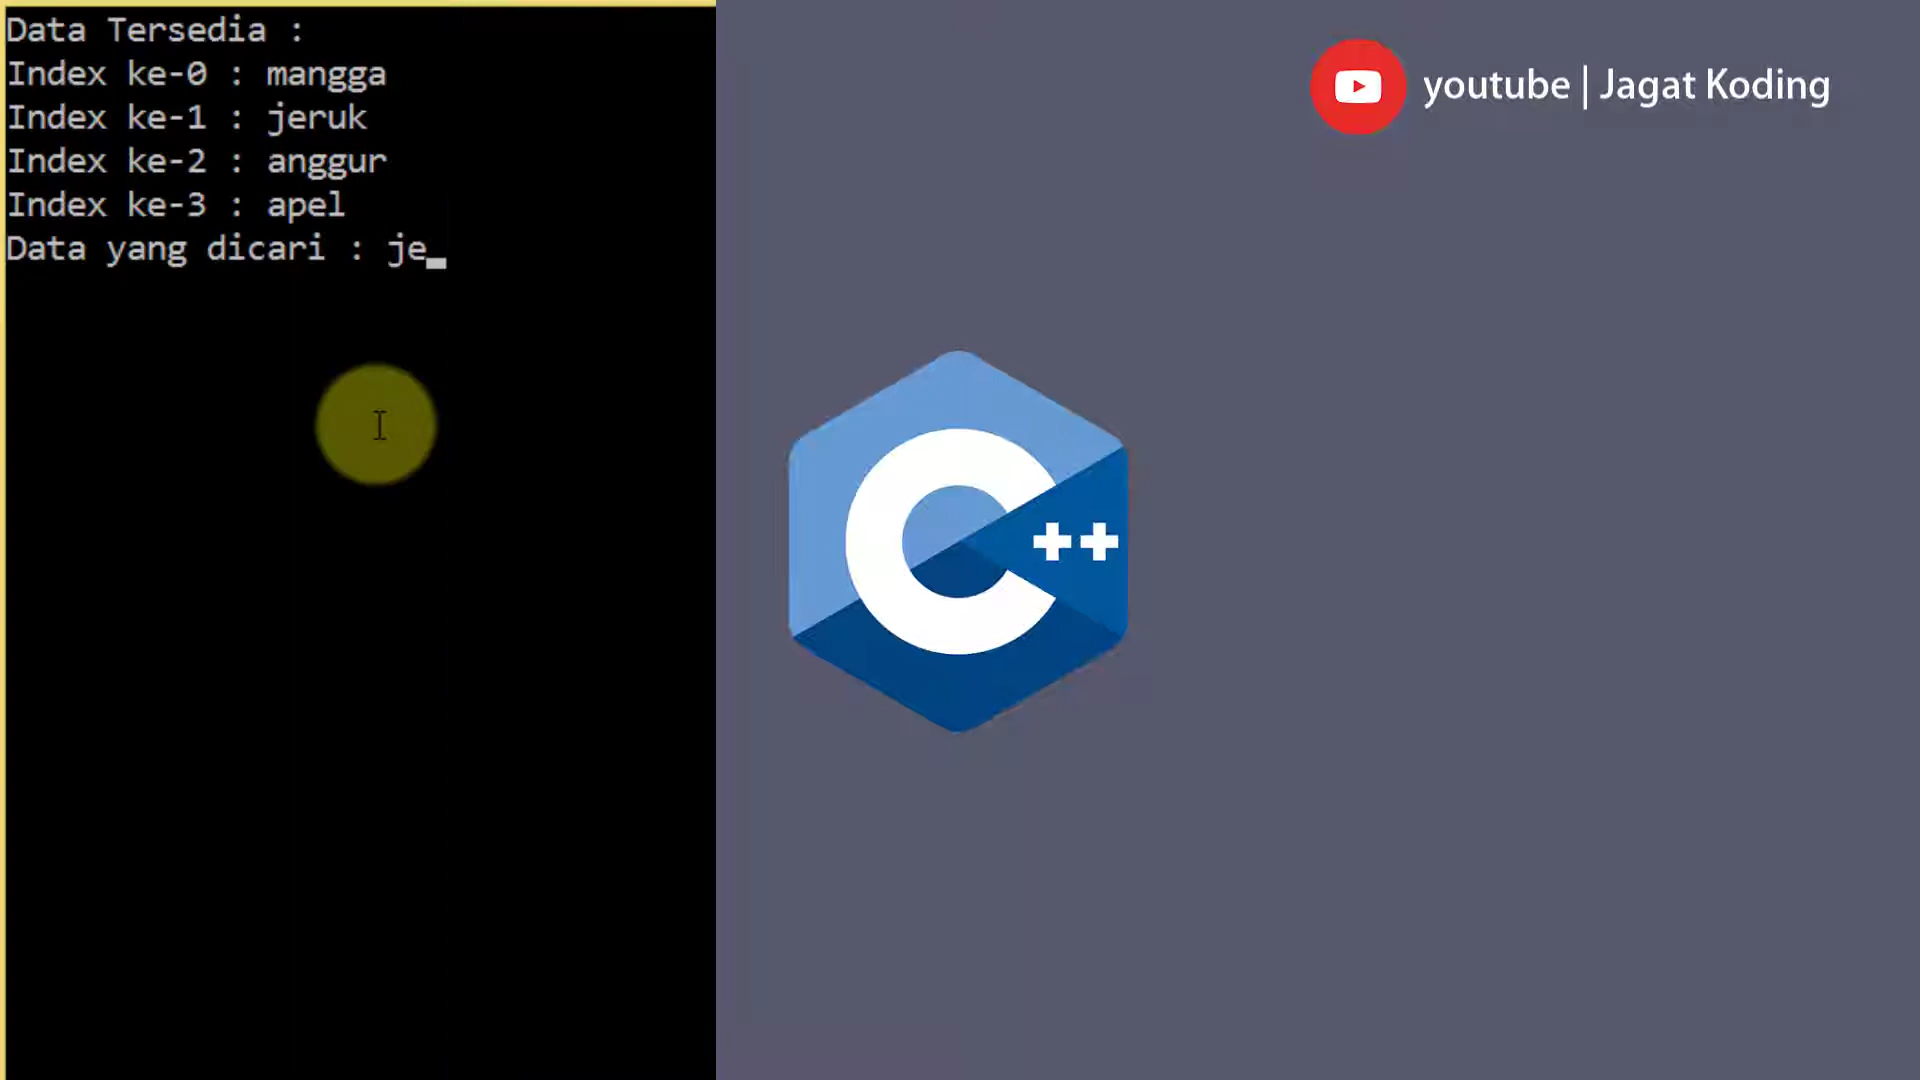 Data Tersedia :
Index ke-0 : mangga
Index ke-1 : jeruk
Index ke-2 : anggur
Index ke-3 : apel
Data yang dicari : je_
youtube | Jagat Koding
C++